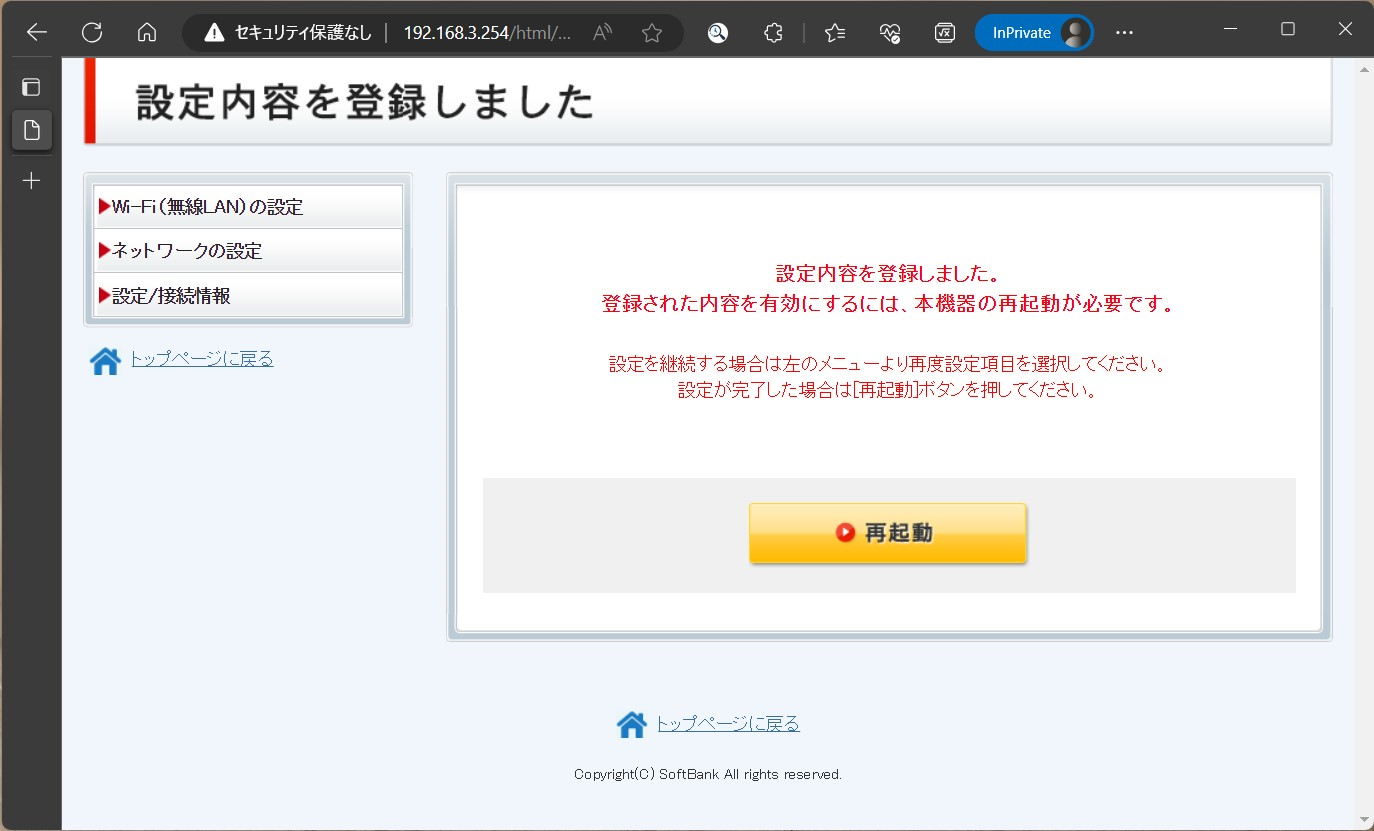 セキュリティ保護なし
192.168.3.254/html/...
InPrivate
設定内容を登録しました
Wi-Fi(無線LAN)の設定
ネットワークの設定
設定/接続情報
トップページに戻る
設定内容を登録しました。
登録された内容を有効にするには、本機器の再起動が必要です。
設定を継続する場合は左のメニューより再度設定項目を選択してください。
設定が完了した場合は[再起動]ボタンを押してください。
再起動
トップページに戻る
Copyright(C) SoftBank All rights reserved.